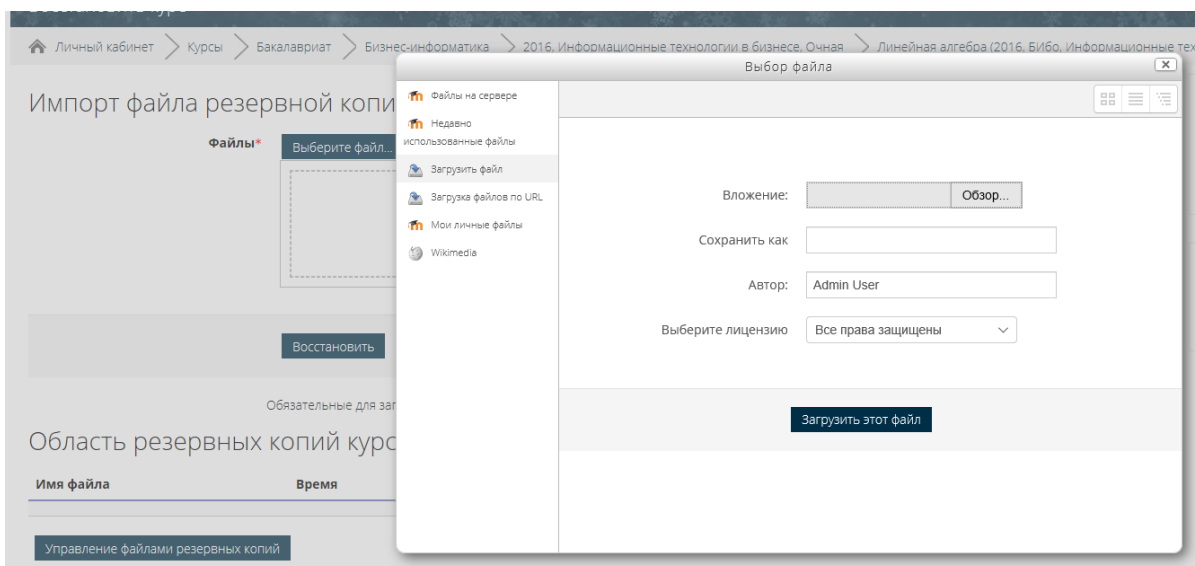 Личный кабинет
Курсы
Бакалавриат
Бизнес-информатика
2016, Информационные технологии в бизнесе, Очная
Линейная алгебра (2016, БИбо, Информационные тех
Выбор файла
Импорт файла резервной копи
Файлы*
Выберите файл...
Файлы на сервере
Недавно
использованные файлы
Загрузить файл
Загрузка файлов по URL
Мои личные файлы
Wikimedia
Вложение:
Обзор...
Сохранить как
Автор:
Admin User
Выберите лицензию
Все права защищены
Загрузить этот файл
Восстановить
Обязательные для зап
Область резервных копий курс
Имя файла
Время
Управление файлами резервных копий